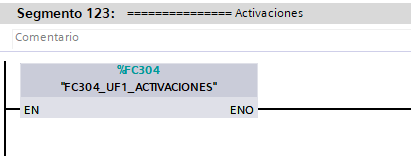 Segmento 123: =============== Activaciones
Comentario
%FC304
"FC304_UF1_ACTIVACIONES"
EN ENO